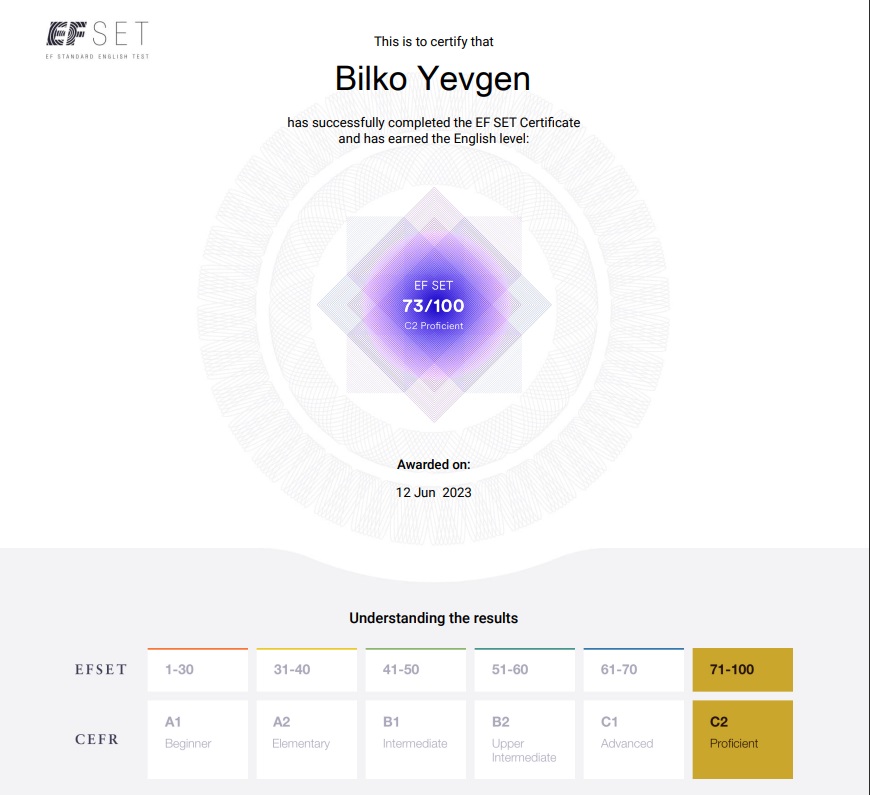 EFSET
EF STANDARD ENGLISH TEST
This is to certify that
Bilko Yevgen
has successfully completed the EF SET Certificate
and has earned the English level:
EF SET
73/100
C2 Proficient
Awarded on:
12 Jun 2023
Understanding the results
EFSET 1-30 31-40 41-50 51-60 61-70 71-100
CEFR
A1 A2 B1 B2 C1 C2
Beginner Elementary Intermediate Upper Advanced Proficient
Intermediate